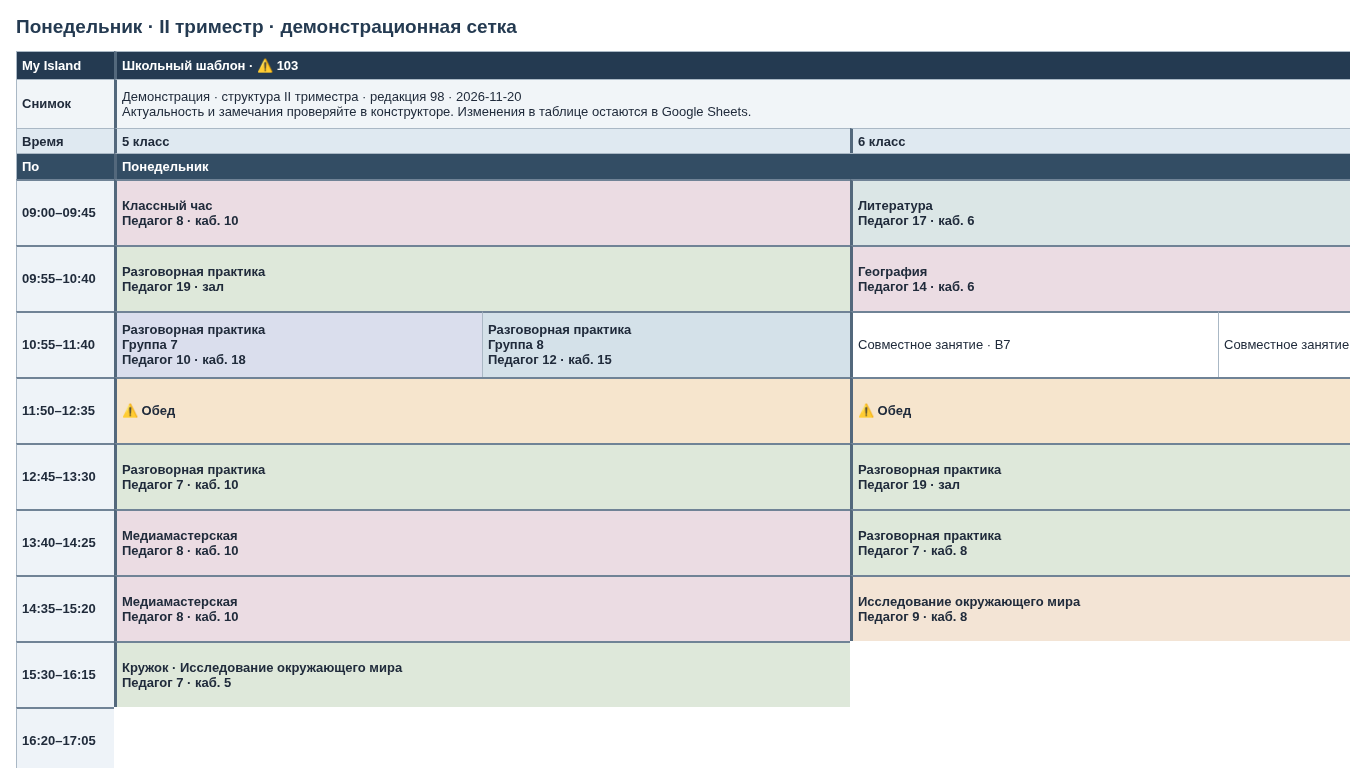 Понедельник · II триместр · демонстрационная сетка
My Island
Школьный шаблон · ⚠️ 103
Снимок
Демонстрация · структура II триместра · редакция 98 · 2026-11-20
Актуальность и замечания проверяйте в конструкторе. Изменения в таблице остаются в Google Sheets.
Время
5 класс
6 класс
По
Понедельник
09:00–09:45
Классный час
Педагог 8 · каб. 10
Литература
Педагог 17 · каб. 6
09:55–10:40
Разговорная практика
Педагог 19 · зал
География
Педагог 14 · каб. 6
10:55–11:40
Разговорная практика
Группа 7
Педагог 10 · каб. 18
Разговорная практика
Группа 8
Педагог 12 · каб. 15
Совместное занятие · B7
Совместное занятие
11:50–12:35
⚠️ Обед
⚠️ Обед
12:45–13:30
Разговорная практика
Педагог 7 · каб. 10
Разговорная практика
Педагог 19 · зал
13:40–14:25
Медиамастерская
Педагог 8 · каб. 10
Разговорная практика
Педагог 7 · каб. 8
14:35–15:20
Медиамастерская
Педагог 8 · каб. 10
Исследование окружающего мира
Педагог 9 · каб. 8
15:30–16:15
Кружок · Исследование окружающего мира
Педагог 7 · каб. 5
16:20–17:05